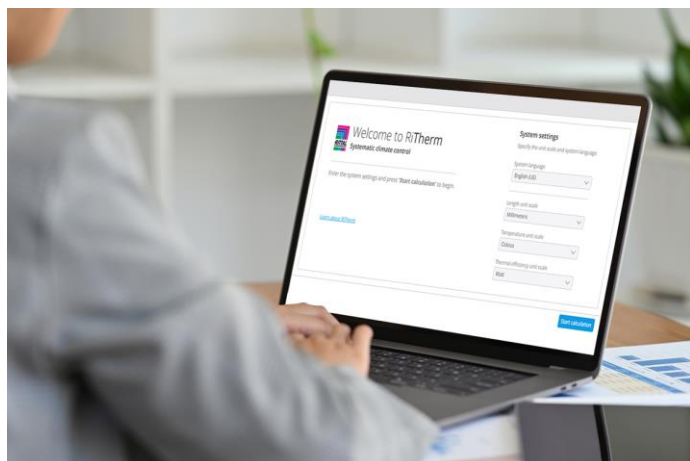 Welcome to RiTherm
Systematic climate control
Enter the system settings and press 'Start calculation' to begin.
Learn about RiTherm
System settings
Specify the unit scale and system language.
System language
English (US)
Length unit scale
Millimeters
Temperature unit scale
Celsius
Thermal efficiency unit scale
Watt
Start calculation